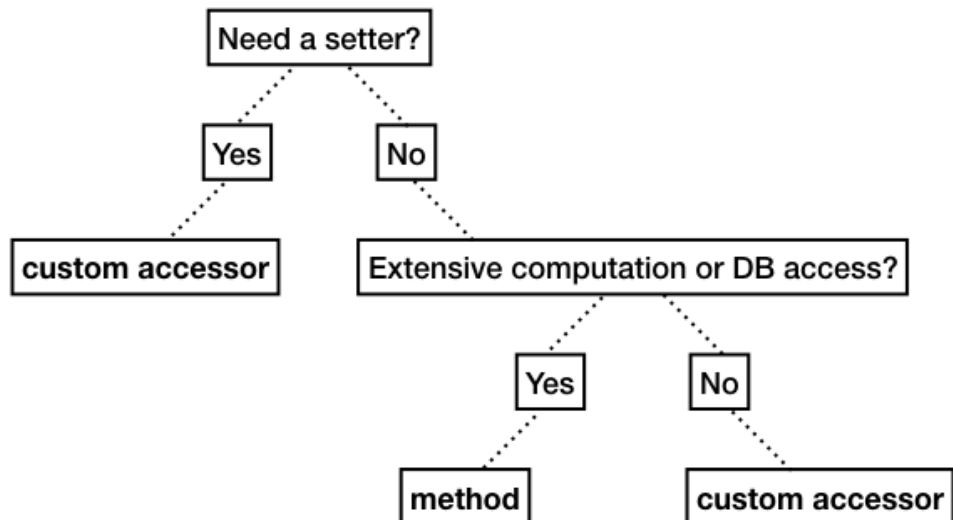 Need a setter?
Yes
No
custom accessor
Extensive computation or DB access?
Yes
No
method
custom accessor